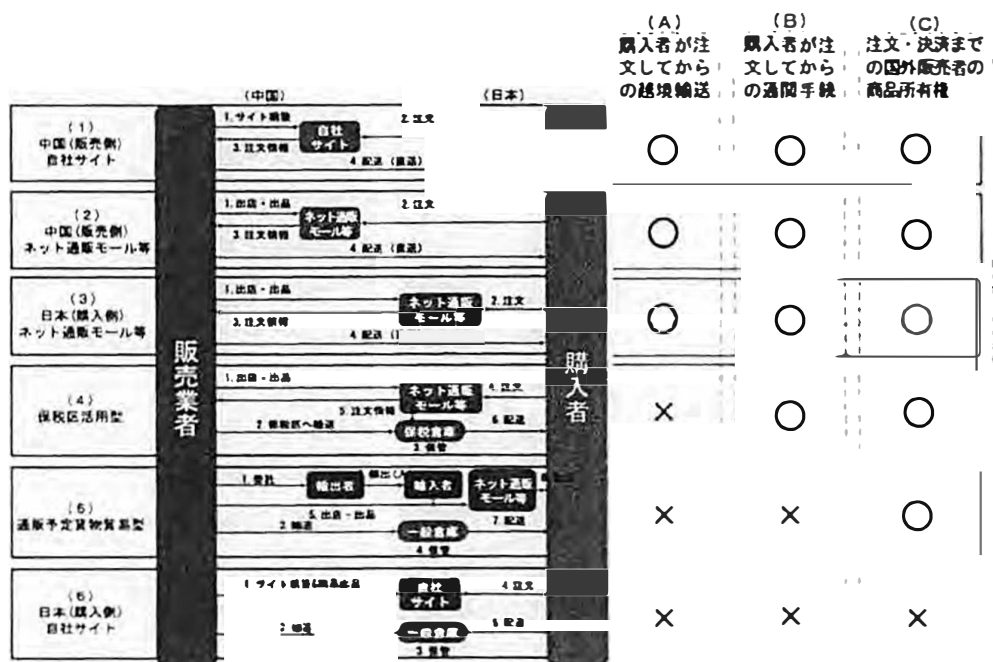 (A)
購入者が注
文してから
の越境輸送
(B)
購入者が注
文してから
の通関手続
(C)
注文・決済まで
の国外販売者の
商品所有権
(中国)
(日本)
販売業者
購入者
(1)
中国(販売側)
自社サイト
1. サイト構築
自社
サイト
2. 注文
3. 注文情報
4. 配送 (直送)
○
○
○
(2)
中国(販売側)
ネット通販モール等
1. 出店・出品
ネット通販
モール等
2. 注文
3. 注文情報
4. 配送 (直送)
○
○
○
(3)
日本(購入側)
ネット通販モール等
1. 出店・出品
ネット通販
モール等
2. 注文
3. 注文情報
4. 配送
○
○
○
(4)
保税区活用型
1. 出店・出品
ネット通販
モール等
4. 注文
5. 注文情報
2. 保税区へ輸送
保税倉庫
6. 配送
3. 保管
×
○
○
(5)
通販予定貨物貿易型
1. 委託
輸出者
輸入者
ネット通販
モール等
5. 出店・出品
3. 輸送
一般倉庫
7. 配送
4. 保管
×
×
○
(6)
日本(購入側)
自社サイト
自社
サイト
4. 注文
2. 輸送
一般倉庫
5. 配送
3. 保管
×
×
×